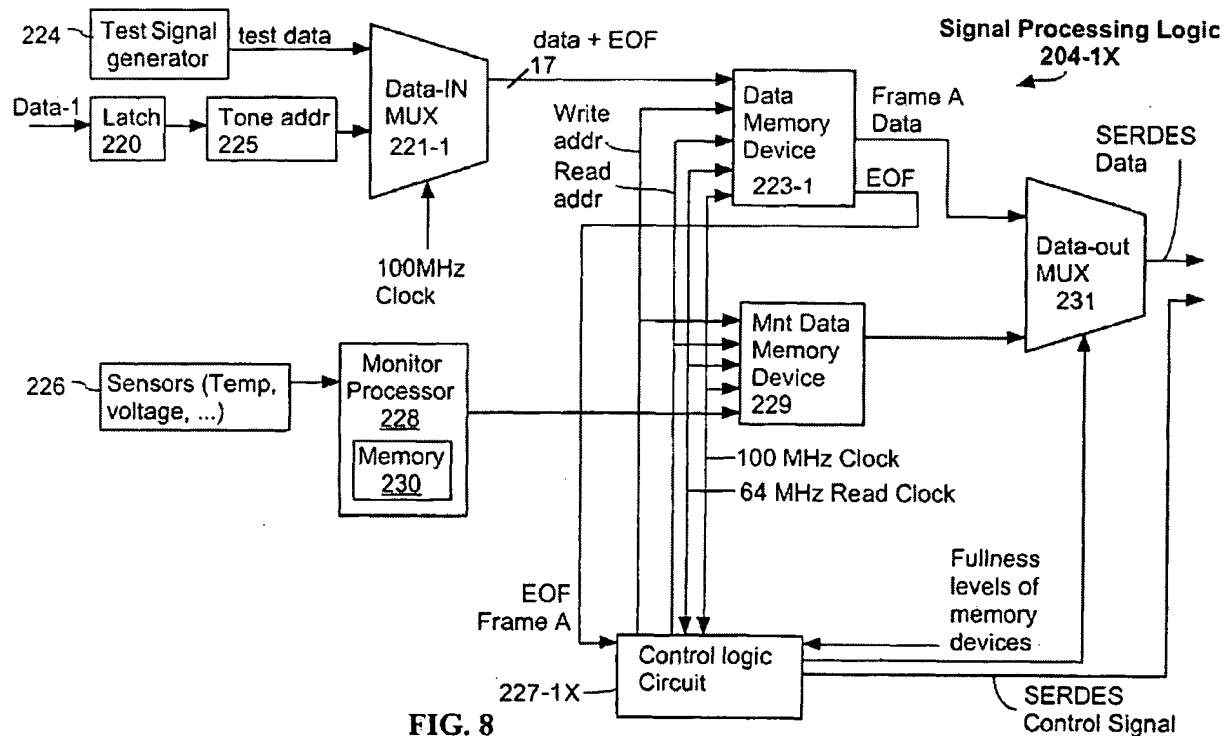 224
Test Signal
generator
test data
data + EOF
17
Signal Processing Logic
204-1X
Data-1
Latch
220
Tone addr
225
Data-IN
MUX
221-1
Write
addr
Read
addr
Data
Memory
Device
223-1
Frame A
Data
EOF
SERDES
Data
100MHz
Clock
Data-out
MUX
231
226
Sensors (Temp,
voltage, ...)
Monitor
Processor
228
Memory
230
Mnt Data
Memory
Device
229
100 MHz Clock
64 MHz Read Clock
EOF
Frame A
Fullness
levels of
memory
devices
Control logic
Circuit
227-1X
SERDES
Control Signal
FIG. 8